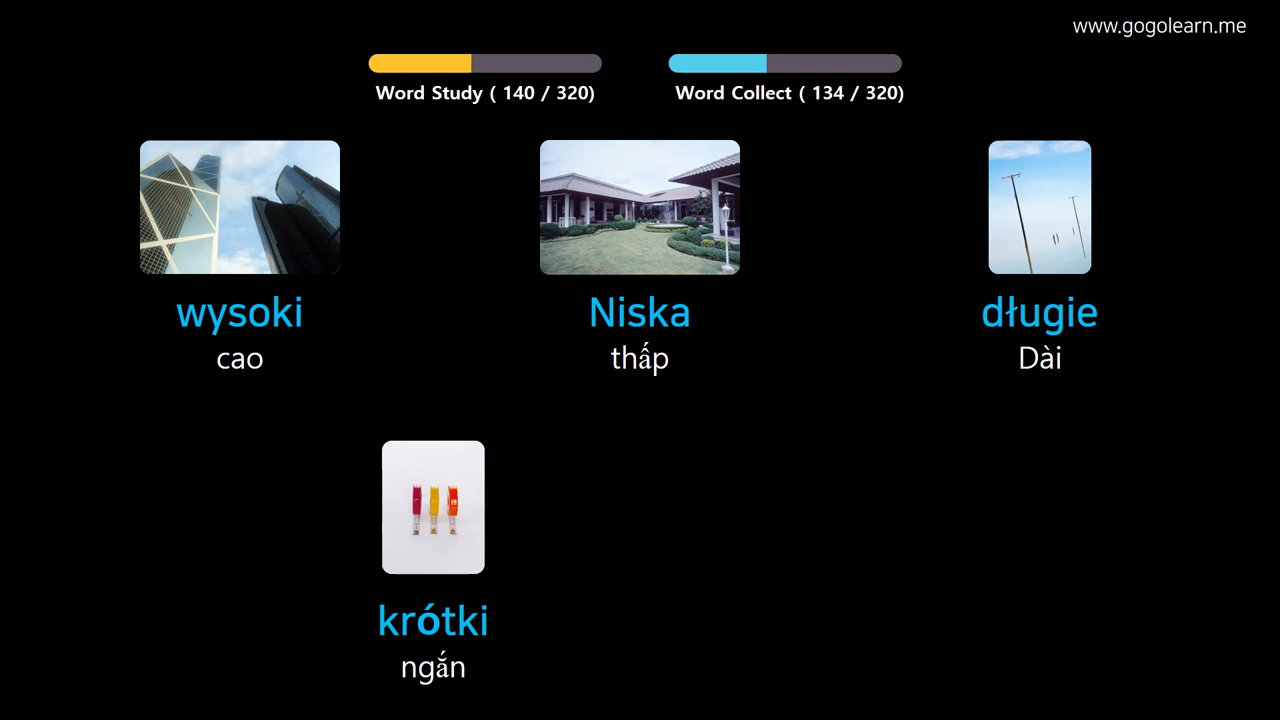 www.gogolearn.me
Word Study ( 140 / 320)
Word Collect ( 134 / 320)
wysoki
cao
Niska
thấp
długie
Dài
krótki
ngắn